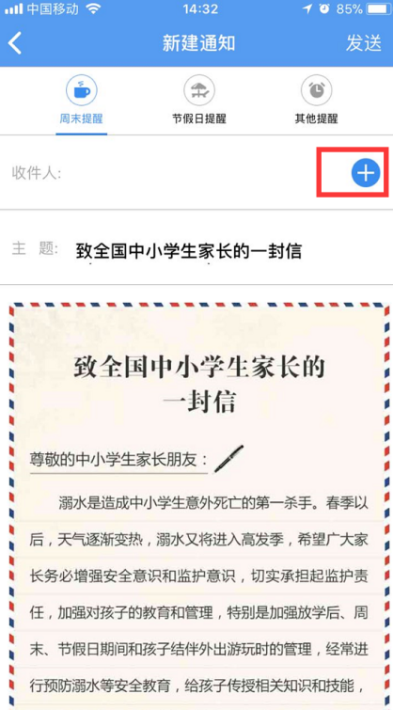 中国移动 14:32 85%
新建通知 发送
周末提醒 节假日提醒 其他提醒
收件人:
主 题: 致全国中小学生家长的一封信
致全国中小学生家长的
一封信
尊敬的中小学生家长朋友：
溺水是造成中小学生意外死亡的第一杀手。春季以
后，天气逐渐变热，溺水又将进入高发季，希望广大家
长务必增强安全意识和监护意识，切实承担起监护责
任，加强对孩子的教育和管理，特别是加强放学后、周
末、节假日期间和孩子结伴外出游玩时的管理，经常进
行预防溺水等安全教育，给孩子传授相关知识和技能，